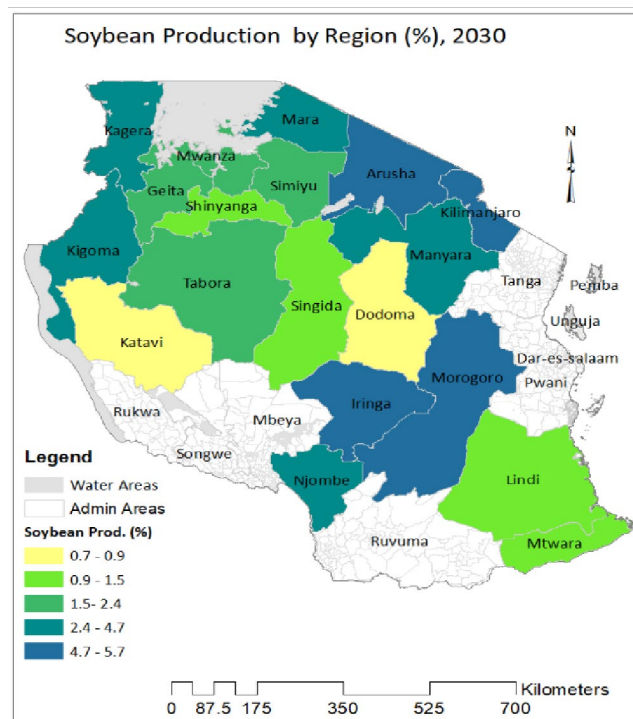 Soybean Production by Region (%), 2030
N
Kagera
Mara
Mwanza
Geita
Simiyu
Shinyanga
Arusha
Kilimanjaro
Kigoma
Manyara
Tabora
Tanga
Pemba
Singida
Dodoma
Unguja
Katavi
Dar-es-salaam
Morogoro
Pwani
Rukwa
Iringa
Mbeya
Songwe
Njombe
Lindi
Ruvuma
Mtwara
Legend
Water Areas
Admin Areas
Soybean Prod. (%)
0.7 - 0.9
0.9 - 1.5
1.5- 2.4
2.4 - 4.7
4.7 - 5.7
Kilometers
0 87.5 175 350 525 700